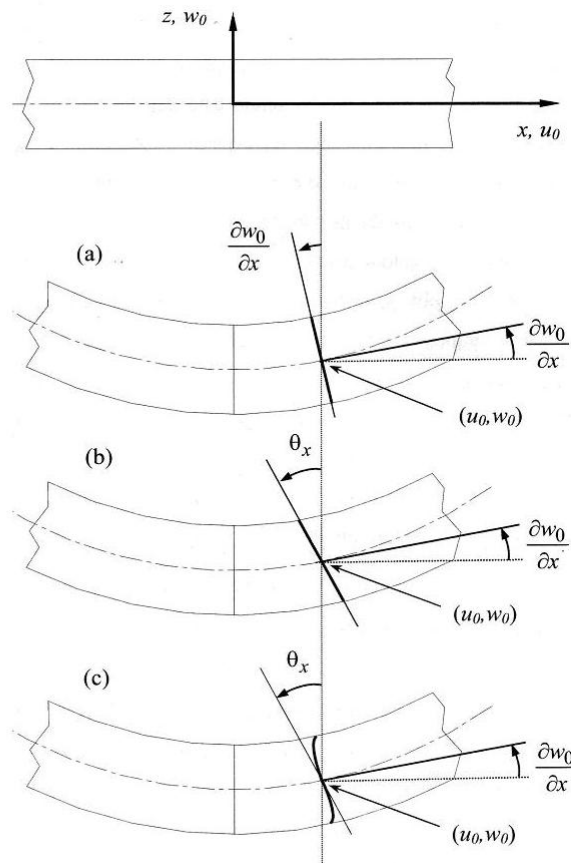 z, w₀
x, u₀
(a)
∂w₀
∂x
∂w₀
∂x
(u₀,w₀)
(b)
θₓ
∂w₀
∂x
(u₀,w₀)
(c)
θₓ
∂w₀
∂x
(u₀,w₀)